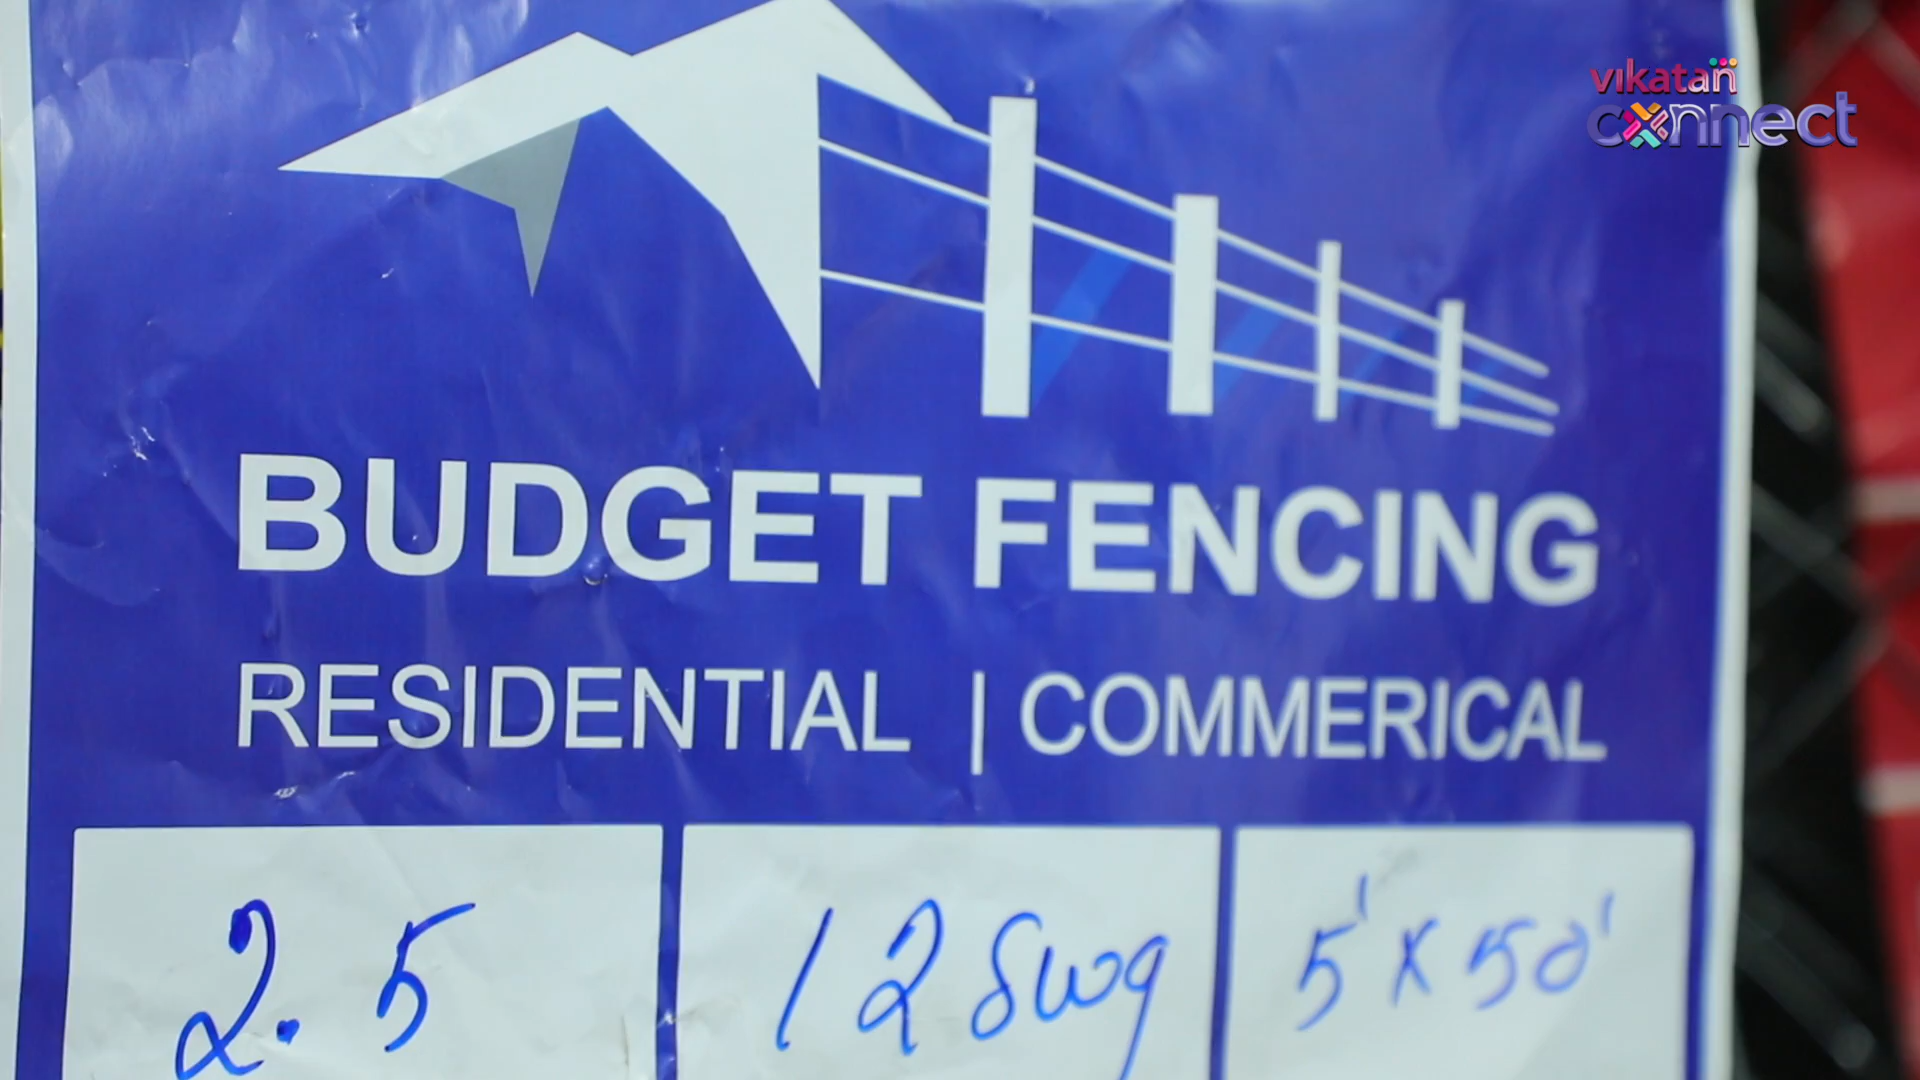 vikatan
connect
BUDGET FENCING
RESIDENTIAL | COMMERICAL
2.5 12 swg 5' x 50'